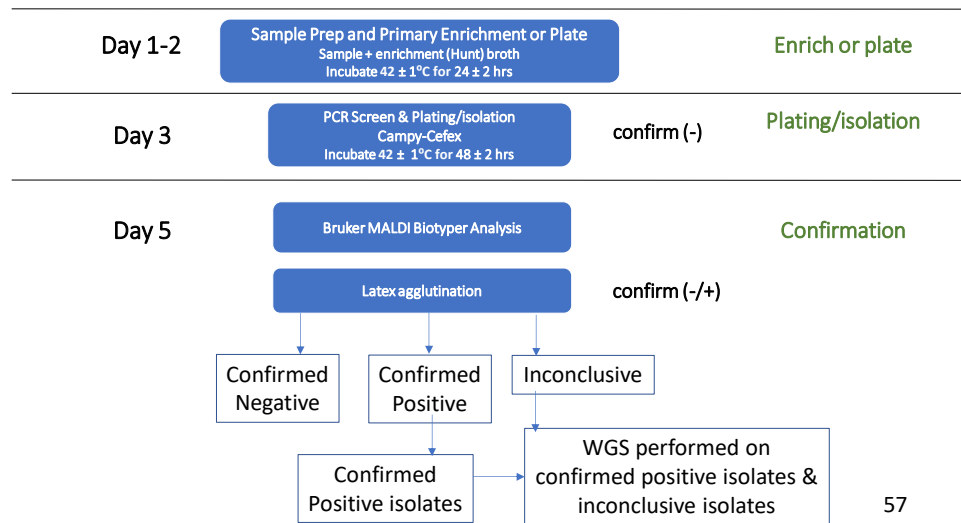 Day 1-2
Sample Prep and Primary Enrichment or Plate
Sample + enrichment (Hunt) broth
Incubate 42 ± 1⁰C for 24 ± 2 hrs
Enrich or plate
Day 3
PCR Screen & Plating/isolation
Campy-Cefex
Incubate 42 ± 1⁰C for 48 ± 2 hrs
confirm (-)
Plating/isolation
Day 5
Bruker MALDI Biotyper Analysis
Confirmation
Latex agglutination
confirm (-/+)
Confirmed
Negative
Confirmed
Positive
Inconclusive
Confirmed
Positive isolates
WGS performed on
confirmed positive isolates &
inconclusive isolates
57